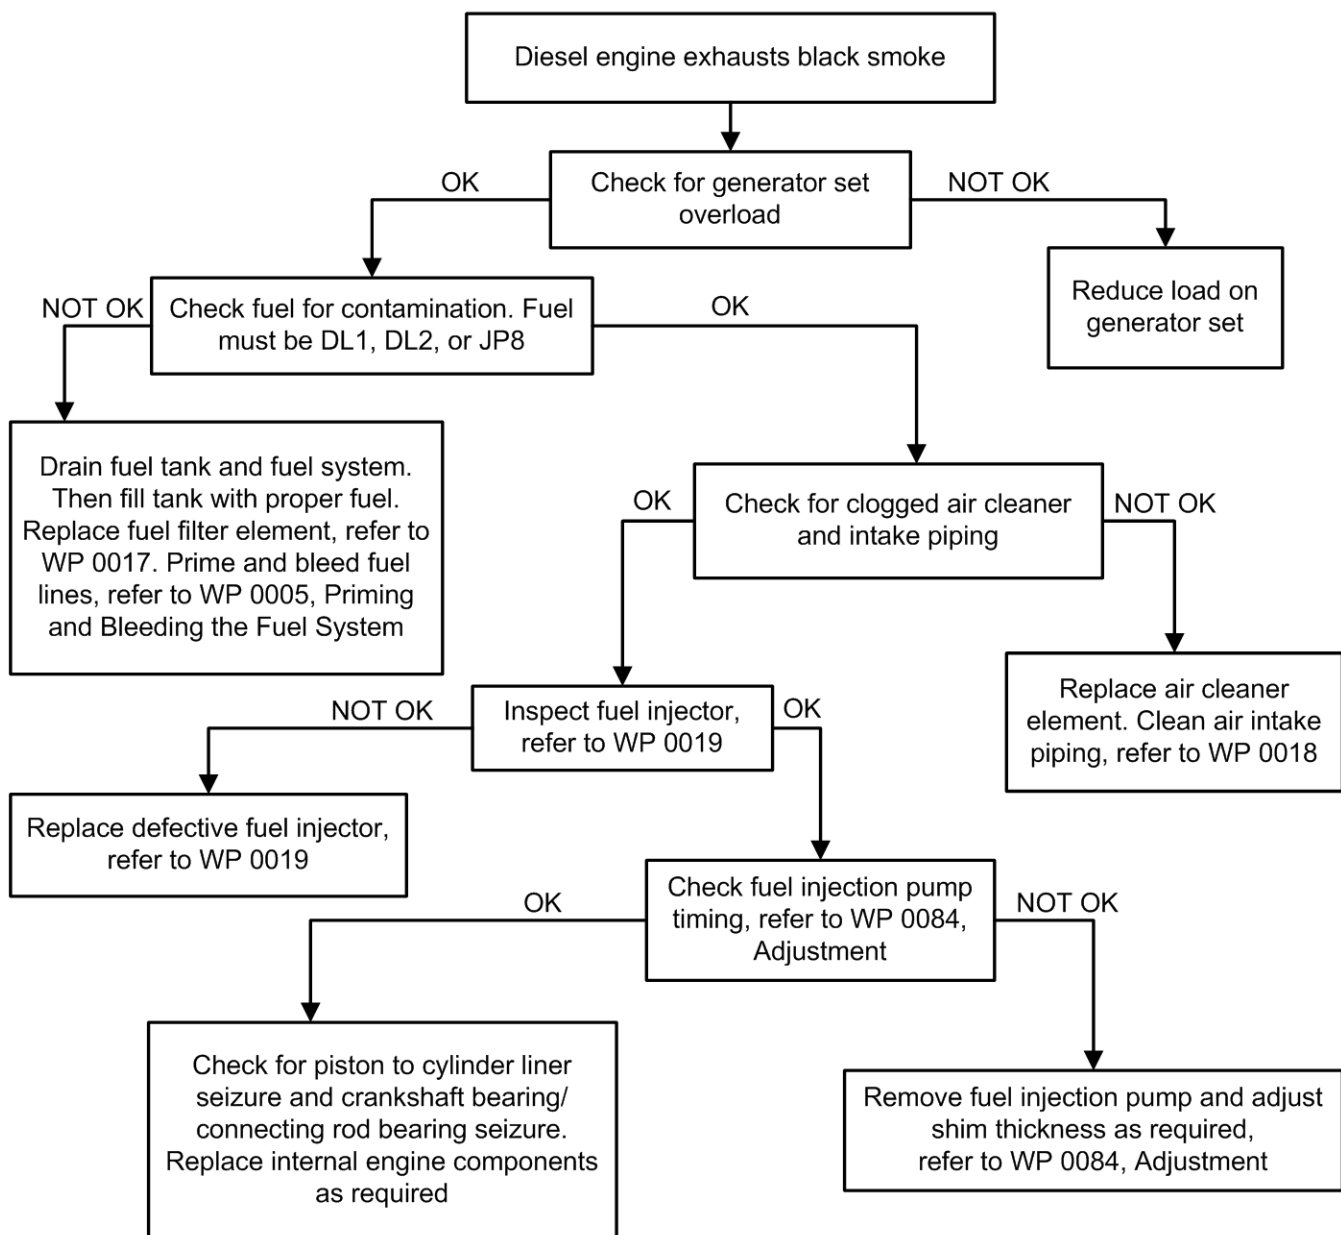 Diesel engine exhausts black smoke
OK
Check for generator set
overload
NOT OK
Reduce load on
generator set
NOT OK
Check fuel for contamination. Fuel
must be DL1, DL2, or JP8
OK
Drain fuel tank and fuel system.
Then fill tank with proper fuel.
Replace fuel filter element, refer to
WP 0017. Prime and bleed fuel
lines, refer to WP 0005, Priming
and Bleeding the Fuel System
OK
Check for clogged air cleaner
and intake piping
NOT OK
Replace air cleaner
element. Clean air intake
piping, refer to WP 0018
NOT OK
Inspect fuel injector,
refer to WP 0019
OK
Replace defective fuel injector,
refer to WP 0019
OK
Check fuel injection pump
timing, refer to WP 0084,
Adjustment
NOT OK
Check for piston to cylinder liner
seizure and crankshaft bearing/
connecting rod bearing seizure.
Replace internal engine components
as required
Remove fuel injection pump and adjust
shim thickness as required,
refer to WP 0084, Adjustment